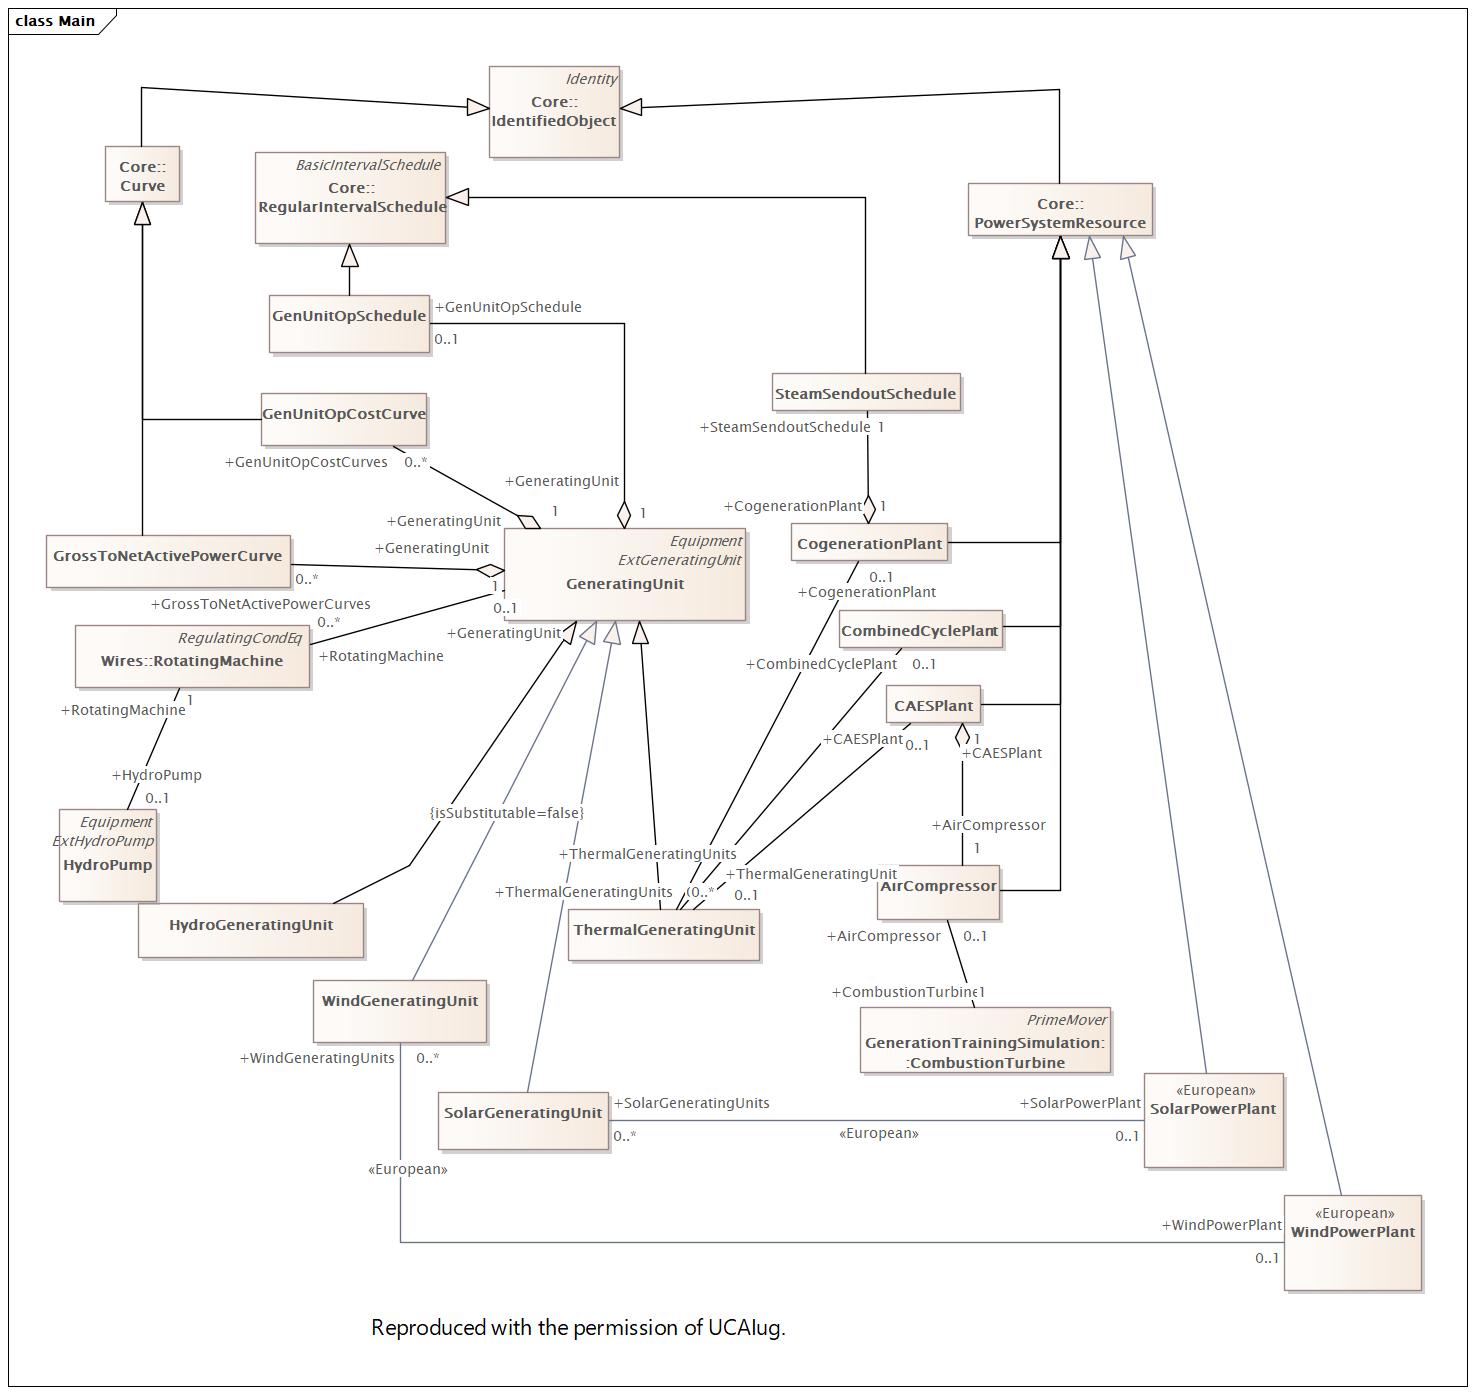 class Main
Identity
Core::
IdentifiedObject
Core::
Curve
BasicIntervalSchedule
Core::
RegularIntervalSchedule
Core::
PowerSystemResource
GenUnitOpSchedule
+GenUnitOpSchedule
0..1
SteamSendoutSchedule
+SteamSendoutSchedule 1
GenUnitOpCostCurve
+GenUnitOpCostCurves 0..*
+GeneratingUnit
1
1
+GeneratingUnit
+CogenerationPlant 1
CogenerationPlant
0..1
+CogenerationPlant
GrossToNetActivePowerCurve
+GeneratingUnit
0..*
1
+GrossToNetActivePowerCurves
Equipment
ExtGeneratingUnit
GeneratingUnit
0..1
+GeneratingUnit
0..*
+RotatingMachine
RegulatingCondEq
Wires::RotatingMachine
CombinedCyclePlant
+CombinedCyclePlant 0..1
CAESPlant
+CAESPlant 0..1
1
+CAESPlant
+RotatingMachine 1
+HydroPump
0..1
Equipment
ExtHydroPump
HydroPump
{isSubstitutable=false}
+AirCompressor
1
+ThermalGeneratingUnits
+ThermalGeneratingUnit
+ThermalGeneratingUnits
0..*
0..1
AirCompressor
HydroGeneratingUnit
ThermalGeneratingUnit
+AirCompressor 0..1
+CombustionTurbine 1
WindGeneratingUnit
+WindGeneratingUnits 0..*
PrimeMover
GenerationTrainingSimulation:
:CombustionTurbine
SolarGeneratingUnit
+SolarGeneratingUnits
0..*
«European»
+SolarPowerPlant
0..1
«European»
SolarPowerPlant
«European»
+WindPowerPlant
0..1
«European»
WindPowerPlant
Reproduced with the permission of UCAIug.